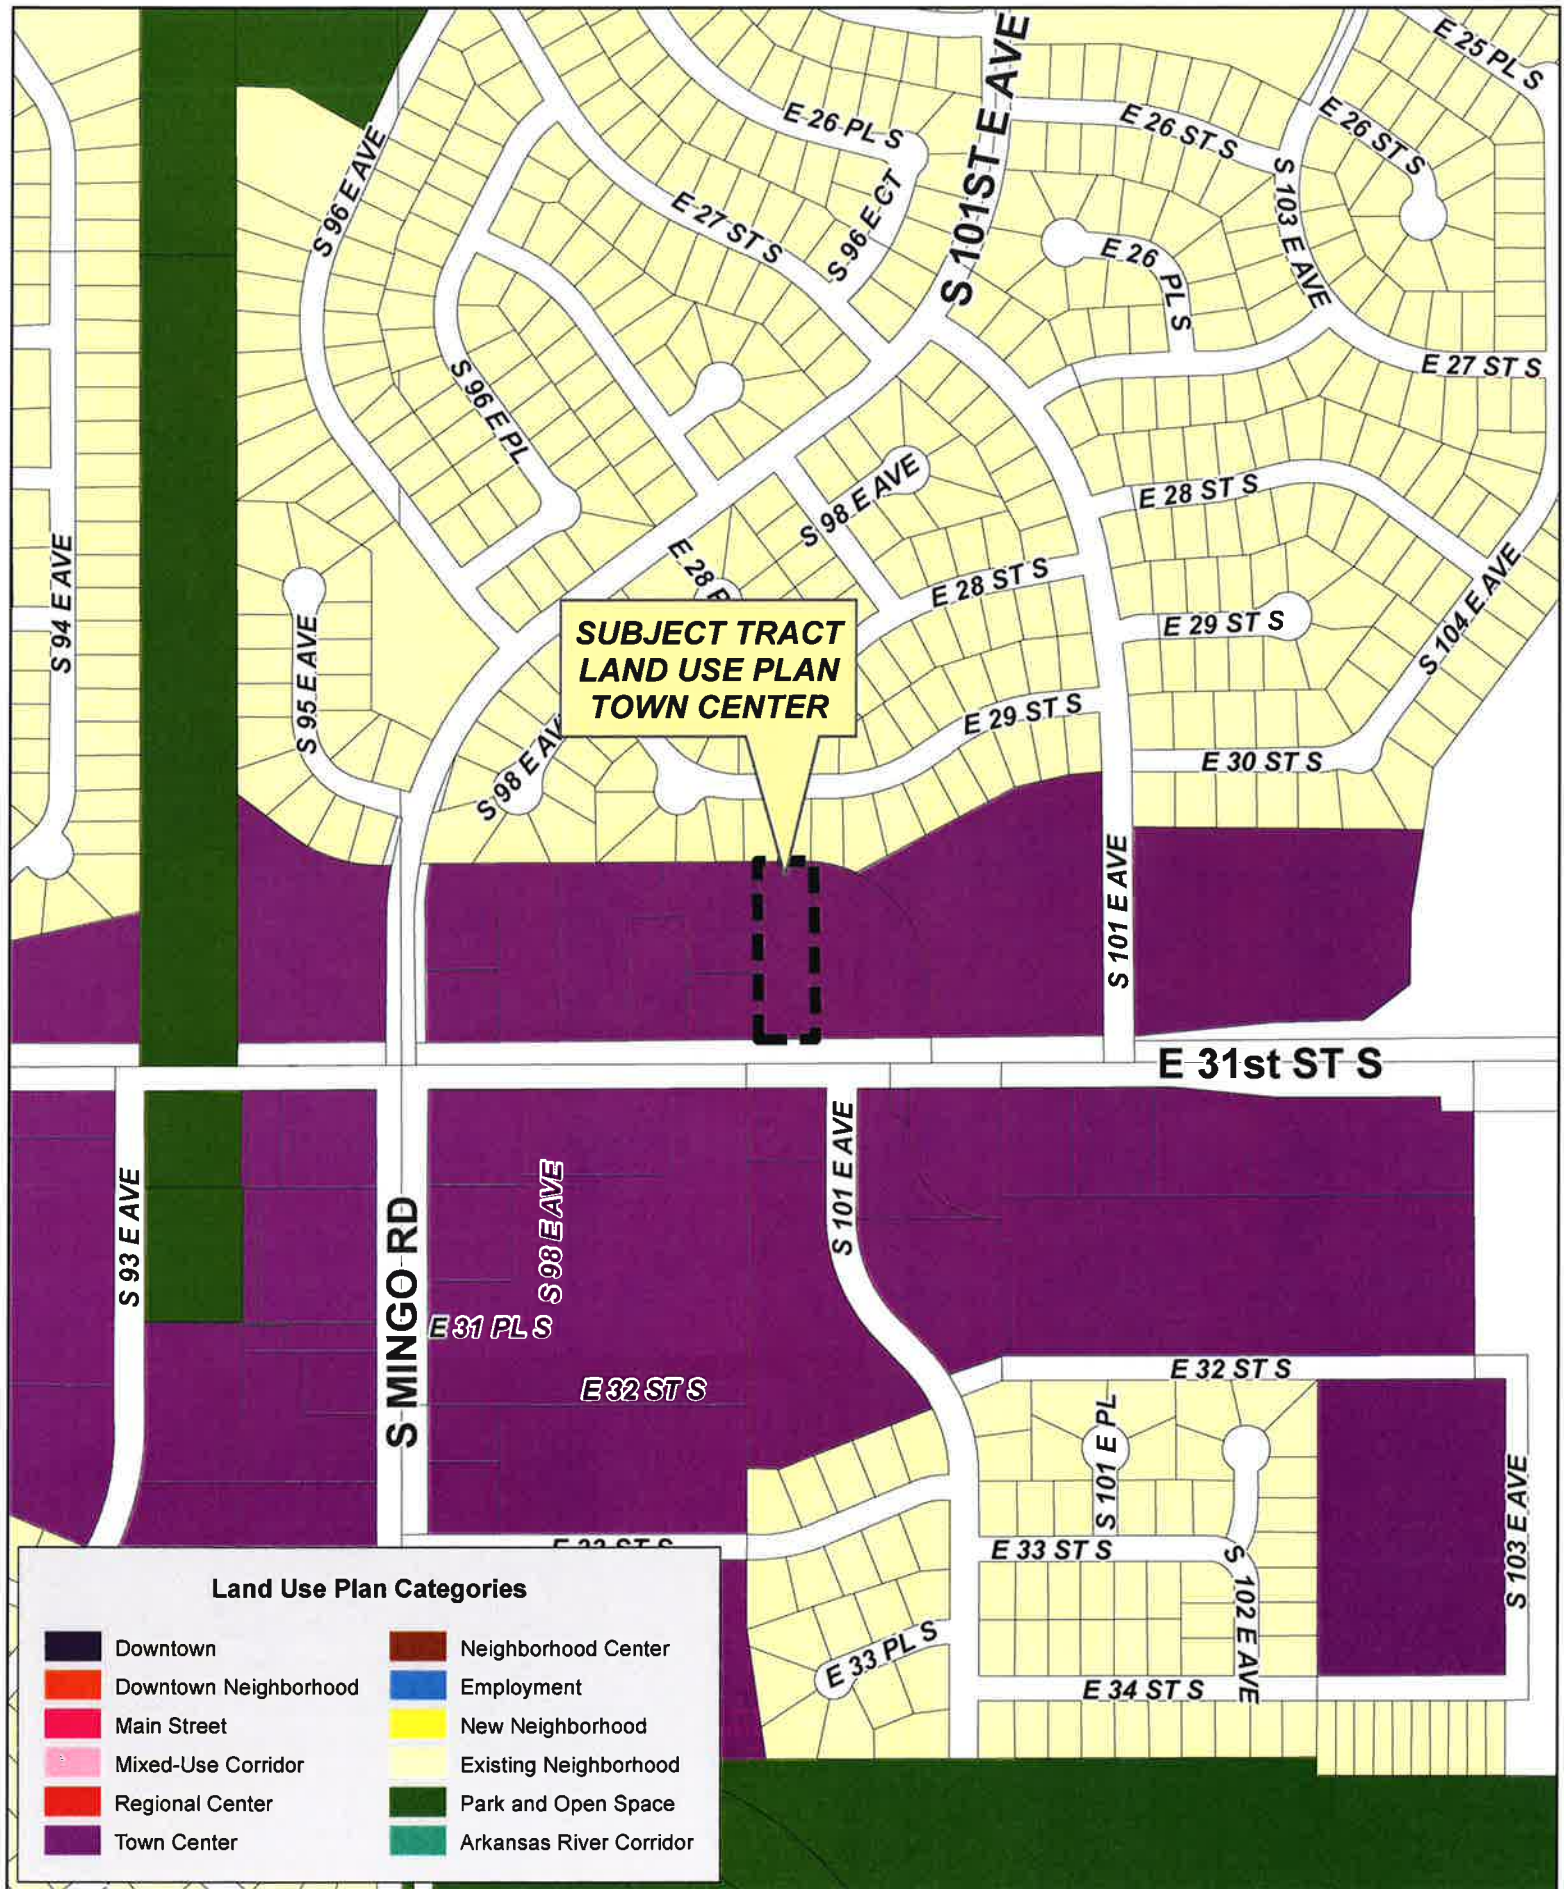 E 25 PL S
E 26 PL S
E 26 ST S
E 26 ST S
S 101ST E AVE
S 96 E AVE
S 96 E CT
E 27 ST S
S 103 E AVE
E 26 PL S
E 27 ST S
S 96 E PL
S 98 E AVE
E 28 ST S
S 94 E AVE
E 28
E 28 ST S
S 104 E AVE
E 29 ST S
SUBJECT TRACT
LAND USE PLAN
TOWN CENTER
S 95 E AVE
E 29 ST S
S 98 E AV
E 30 ST S
S 101 E AVE
E 31st ST S
S 93 E AVE
S 98 E AVE
S 101 E AVE
S MINGO RD
E 31 PL S
E 32 ST S
E 32 ST S
S 101 E PL
S 103 E AVE
E 33 ST S
E 33 ST S
S 102 E AVE
E 33 PL S
E 34 ST S
Land Use Plan Categories
Downtown
Downtown Neighborhood
Main Street
Mixed-Use Corridor
Regional Center
Town Center
Neighborhood Center
Employment
New Neighborhood
Existing Neighborhood
Park and Open Space
Arkansas River Corridor